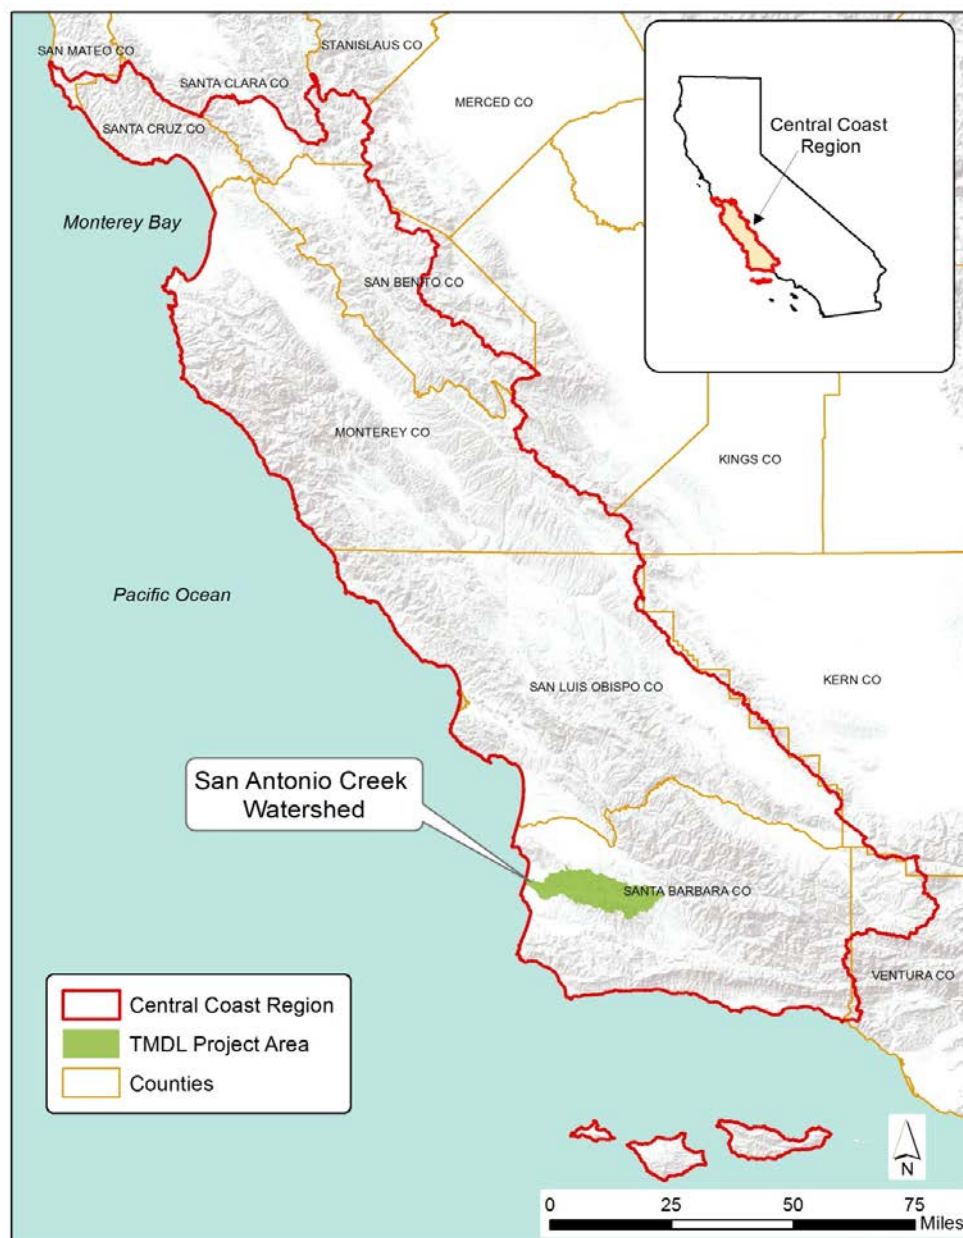 SAN MATEO CO
STANISLAUS CO
SANTA CLARA CO
MERCED CO
SANTA CRUZ CO
Central Coast
Region
Monterey Bay
SAN BENITO CO
MONTEREY CO
KINGS CO
Pacific Ocean
SAN LUIS OBISPO CO
KERN CO
San Antonio Creek
Watershed
SANTA BARBARA CO
VENTURA CO
Central Coast Region
TMDL Project Area
Counties
N
0 25 50 75
Miles